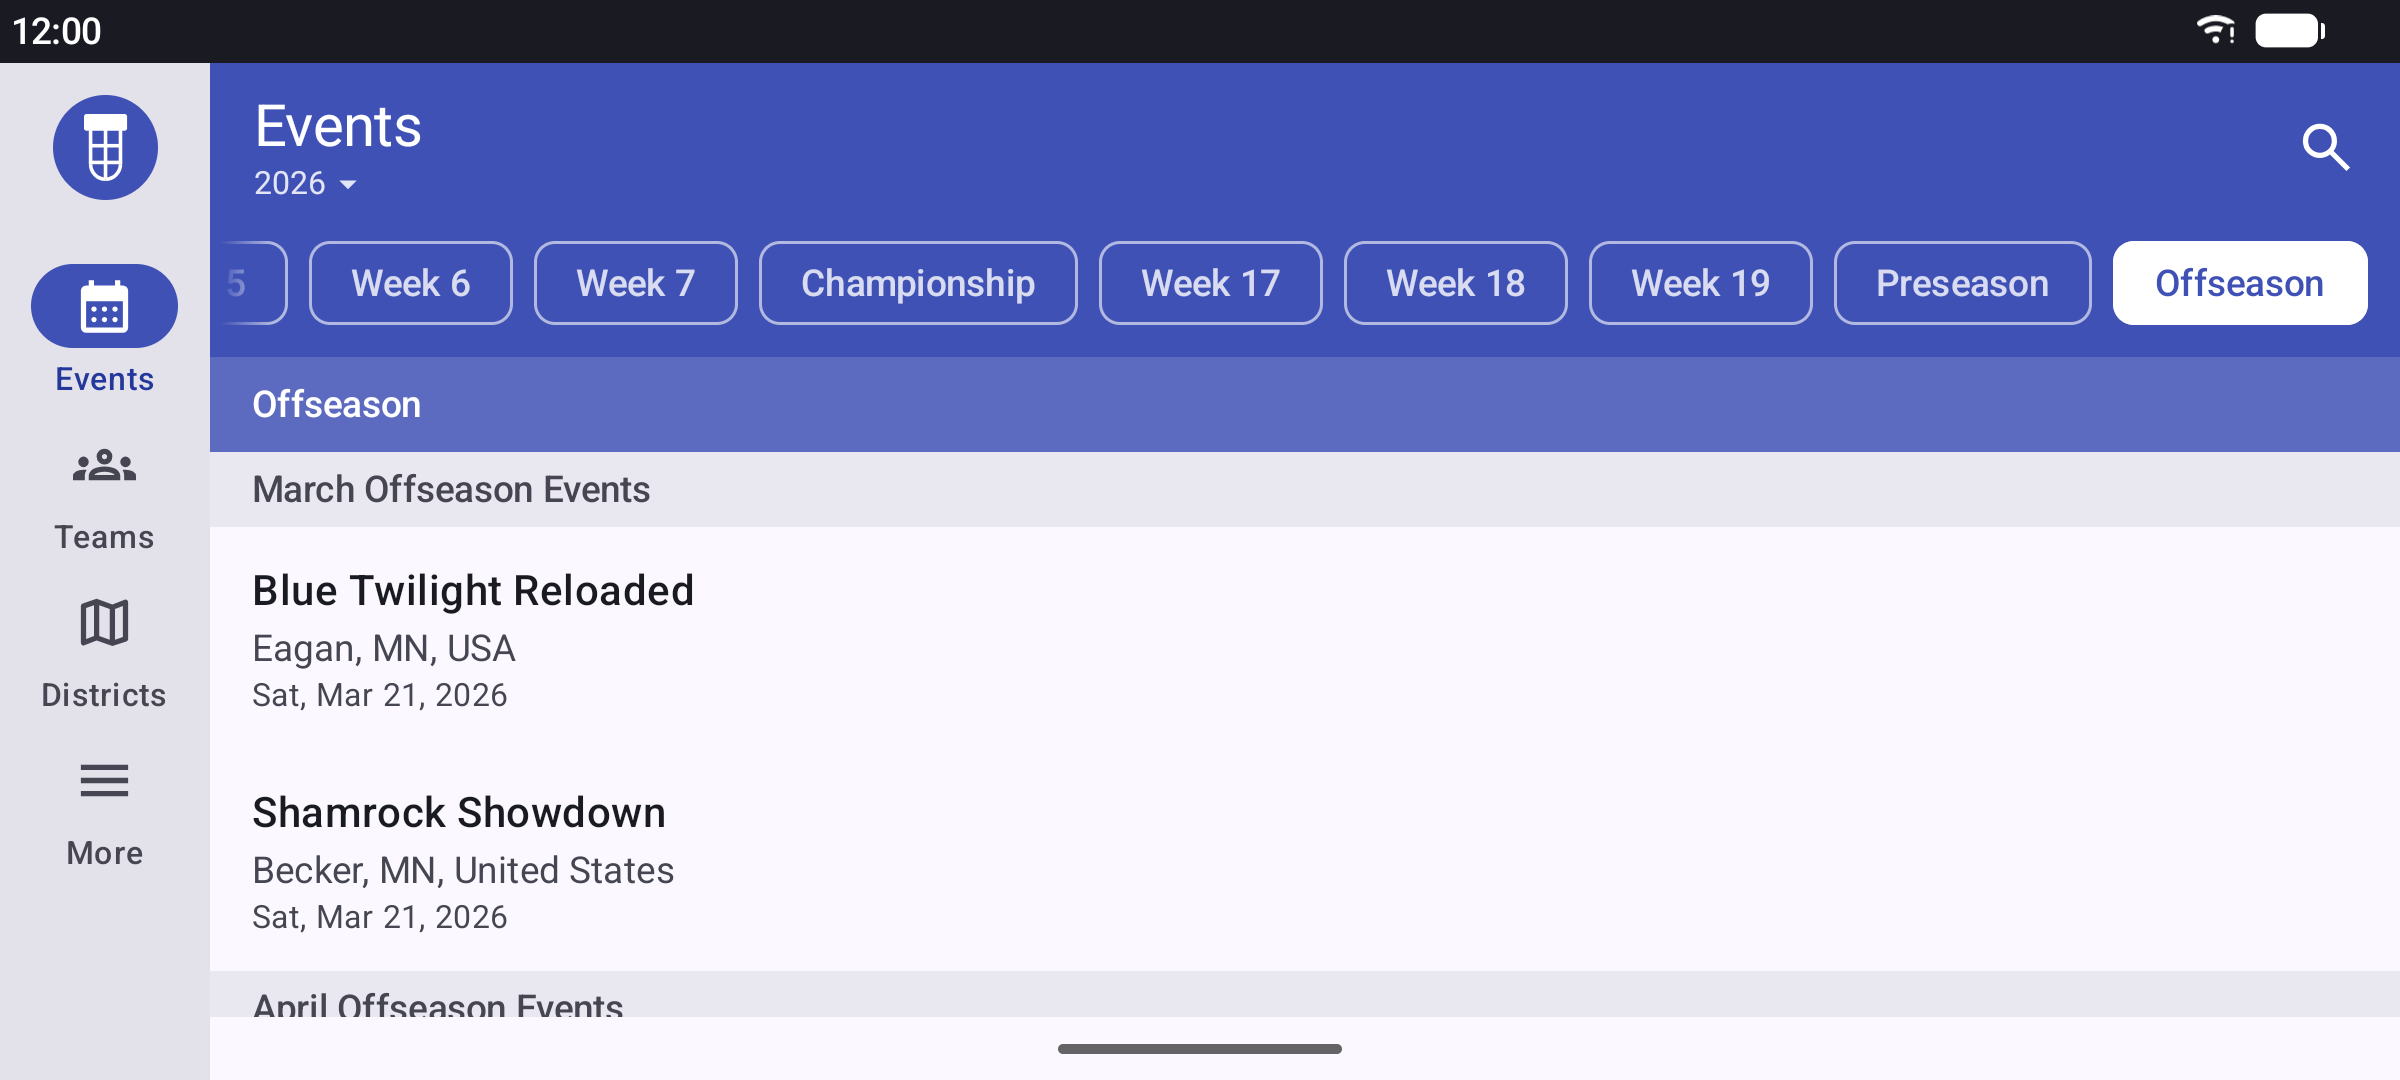 12:00
Events
2026
5
Week 6
Week 7
Championship
Week 17
Week 18
Week 19
Preseason
Offseason
Events
Teams
Districts
More
Offseason
March Offseason Events
Blue Twilight Reloaded
Eagan, MN, USA
Sat, Mar 21, 2026
Shamrock Showdown
Becker, MN, United States
Sat, Mar 21, 2026
April Offseason Events